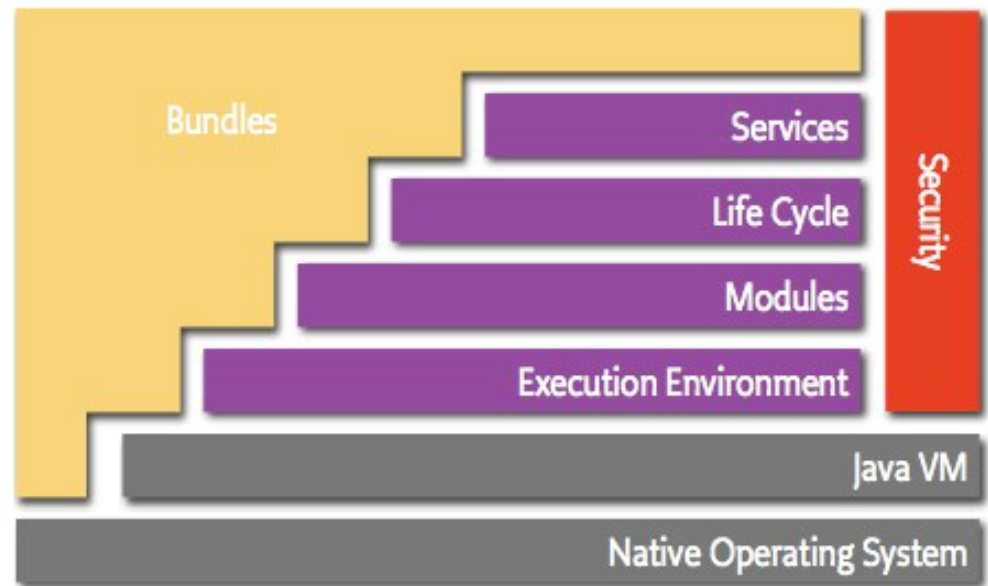 Bundles
Services
Life Cycle
Modules
Execution Environment
Security
Java VM
Native Operating System